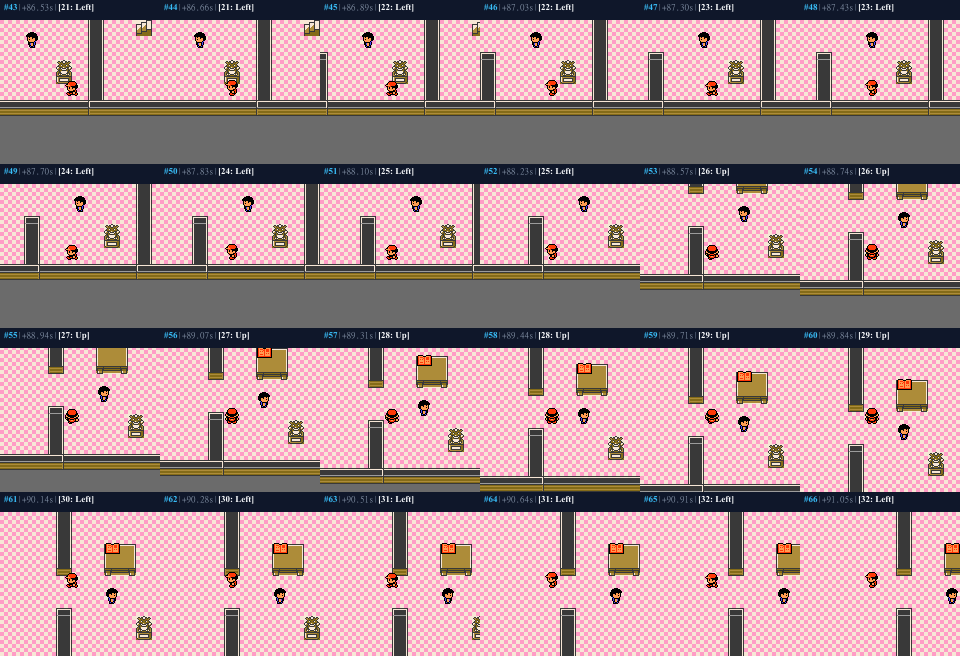 #43|+86.53s|[21: Left]
#44|+86.66s|[21: Left]
#45|+86.89s|[22: Left]
#46|+87.03s|[22: Left]
#47|+87.30s|[23: Left]
#48|+87.43s|[23: Left]
#49|+87.70s|[24: Left]
#50|+87.83s|[24: Left]
#51|+88.10s|[25: Left]
#52|+88.23s|[25: Left]
#53|+88.57s|[26: Up]
#54|+88.74s|[26: Up]
#55|+88.94s|[27: Up]
#56|+89.07s|[27: Up]
#57|+89.31s|[28: Up]
#58|+89.44s|[28: Up]
#59|+89.71s|[29: Up]
#60|+89.84s|[29: Up]
#61|+90.14s|[30: Left]
#62|+90.28s|[30: Left]
#63|+90.51s|[31: Left]
#64|+90.64s|[31: Left]
#65|+90.91s|[32: Left]
#66|+91.05s|[32: Left]